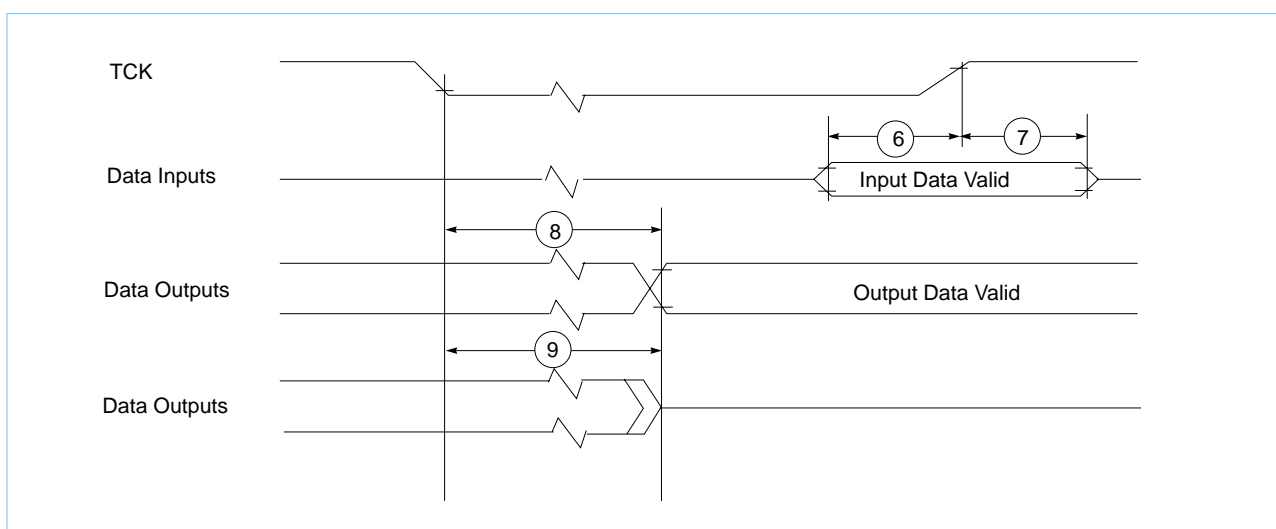 TCK
6
7
Data Inputs
Input Data Valid
8
Data Outputs
Output Data Valid
9
Data Outputs